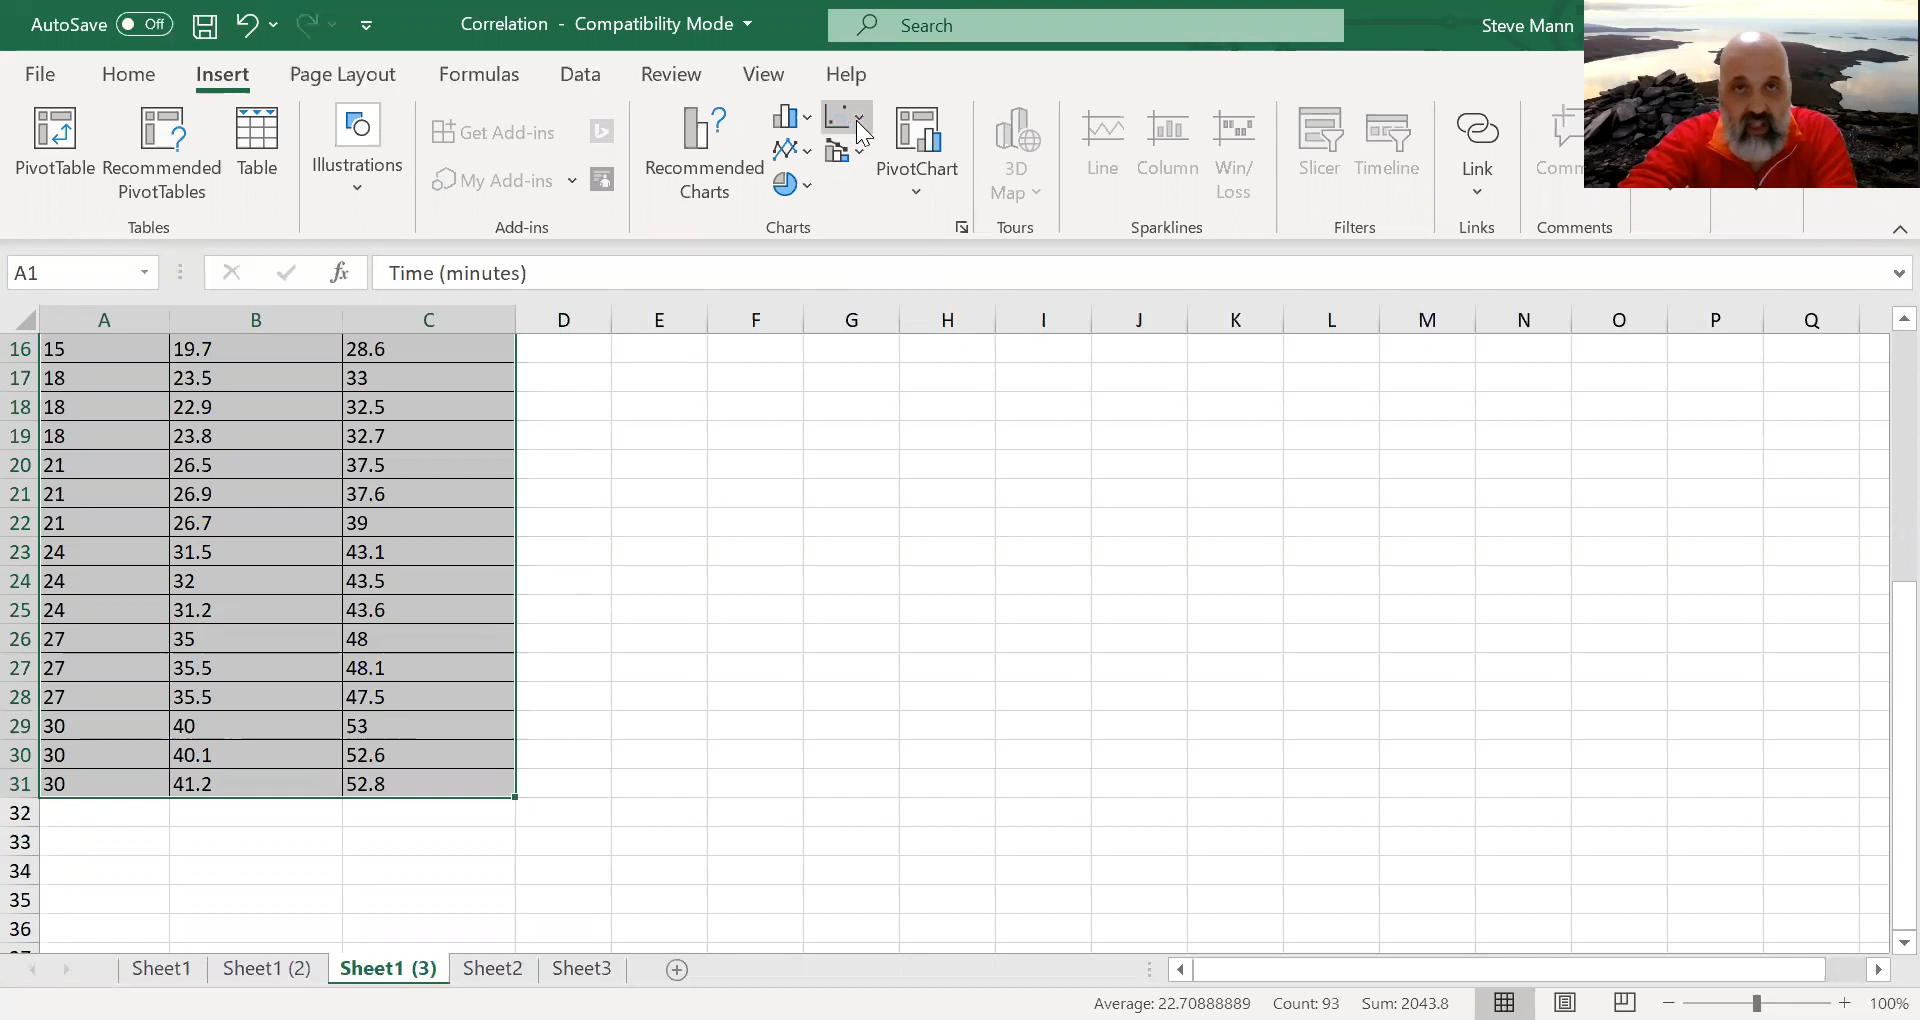 AutoSave Off Correlation - Compatibility Mode Search Steve Mann
File Home Insert Page Layout Formulas Data Review View Help
PivotTable Recommended PivotTables Table Illustrations Get Add-ins My Add-ins Recommended Charts PivotChart 3D Map Line Column Win/ Loss Slicer Timeline Link
Tables Add-ins Charts Tours Sparklines Filters Links Comments
A1 fx Time (minutes)
A B C D E F G H I J K L M N O P Q
16 15 19.7 28.6
17 18 23.5 33
18 18 22.9 32.5
19 18 23.8 32.7
20 21 26.5 37.5
21 21 26.9 37.6
22 21 26.7 39
23 24 31.5 43.1
24 24 32 43.5
25 24 31.2 43.6
26 27 35 48
27 27 35.5 48.1
28 27 35.5 47.5
29 30 40 53
30 30 40.1 52.6
31 30 41.2 52.8
32
33
34
35
36
Sheet1 Sheet1 (2) Sheet1 (3) Sheet2 Sheet3
Average: 22.70888889 Count: 93 Sum: 2043.8 100%